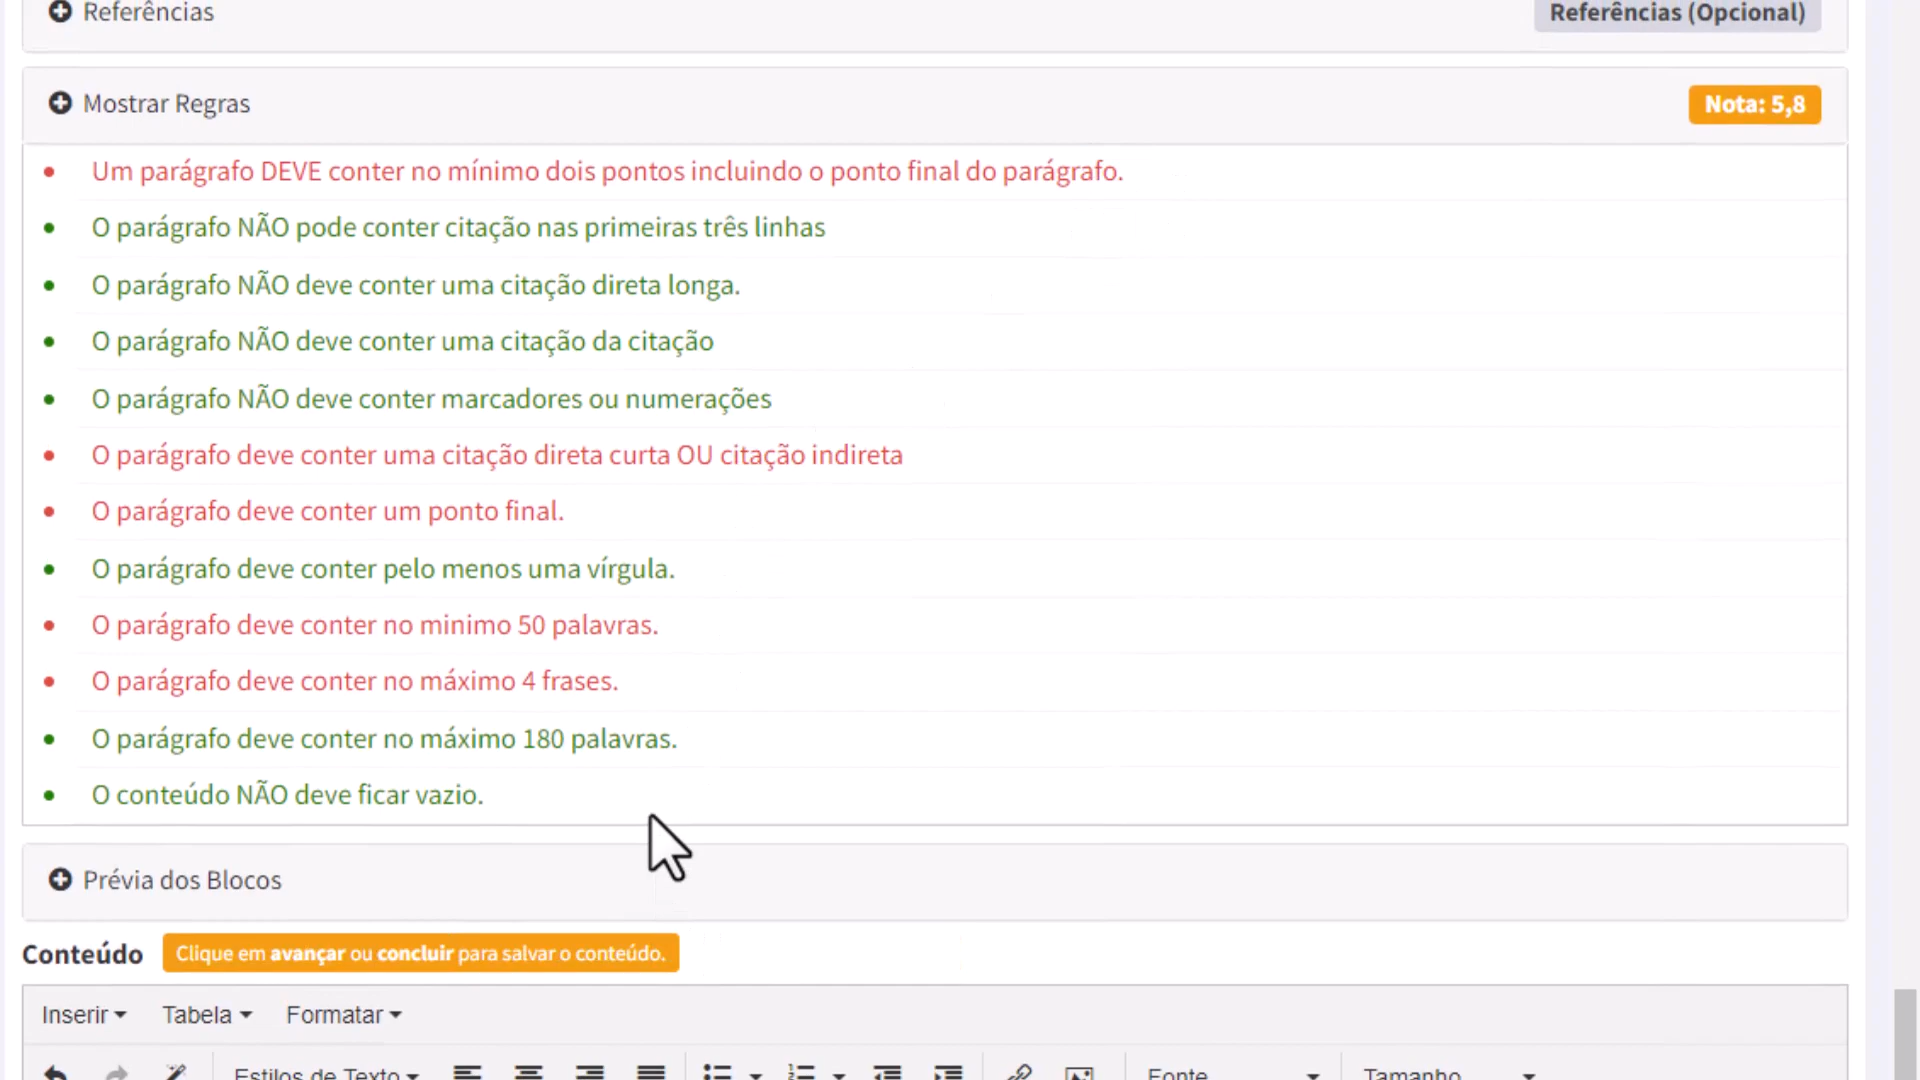 Referências
Referências (Opcional)
Mostrar Regras
Nota: 5,8
Um parágrafo DEVE conter no mínimo dois pontos incluindo o ponto final do parágrafo.
O parágrafo NÃO pode conter citação nas primeiras três linhas
O parágrafo NÃO deve conter uma citação direta longa.
O parágrafo NÃO deve conter uma citação da citação
O parágrafo NÃO deve conter marcadores ou numerações
O parágrafo deve conter uma citação direta curta OU citação indireta
O parágrafo deve conter um ponto final.
O parágrafo deve conter pelo menos uma vírgula.
O parágrafo deve conter no minimo 50 palavras.
O parágrafo deve conter no máximo 4 frases.
O parágrafo deve conter no máximo 180 palavras.
O conteúdo NÃO deve ficar vazio.
Prévia dos Blocos
Conteúdo Clique em avançar ou concluir para salvar o conteúdo.
Inserir Tabela Formatar
Estilos de Texto Fonte Tamanho